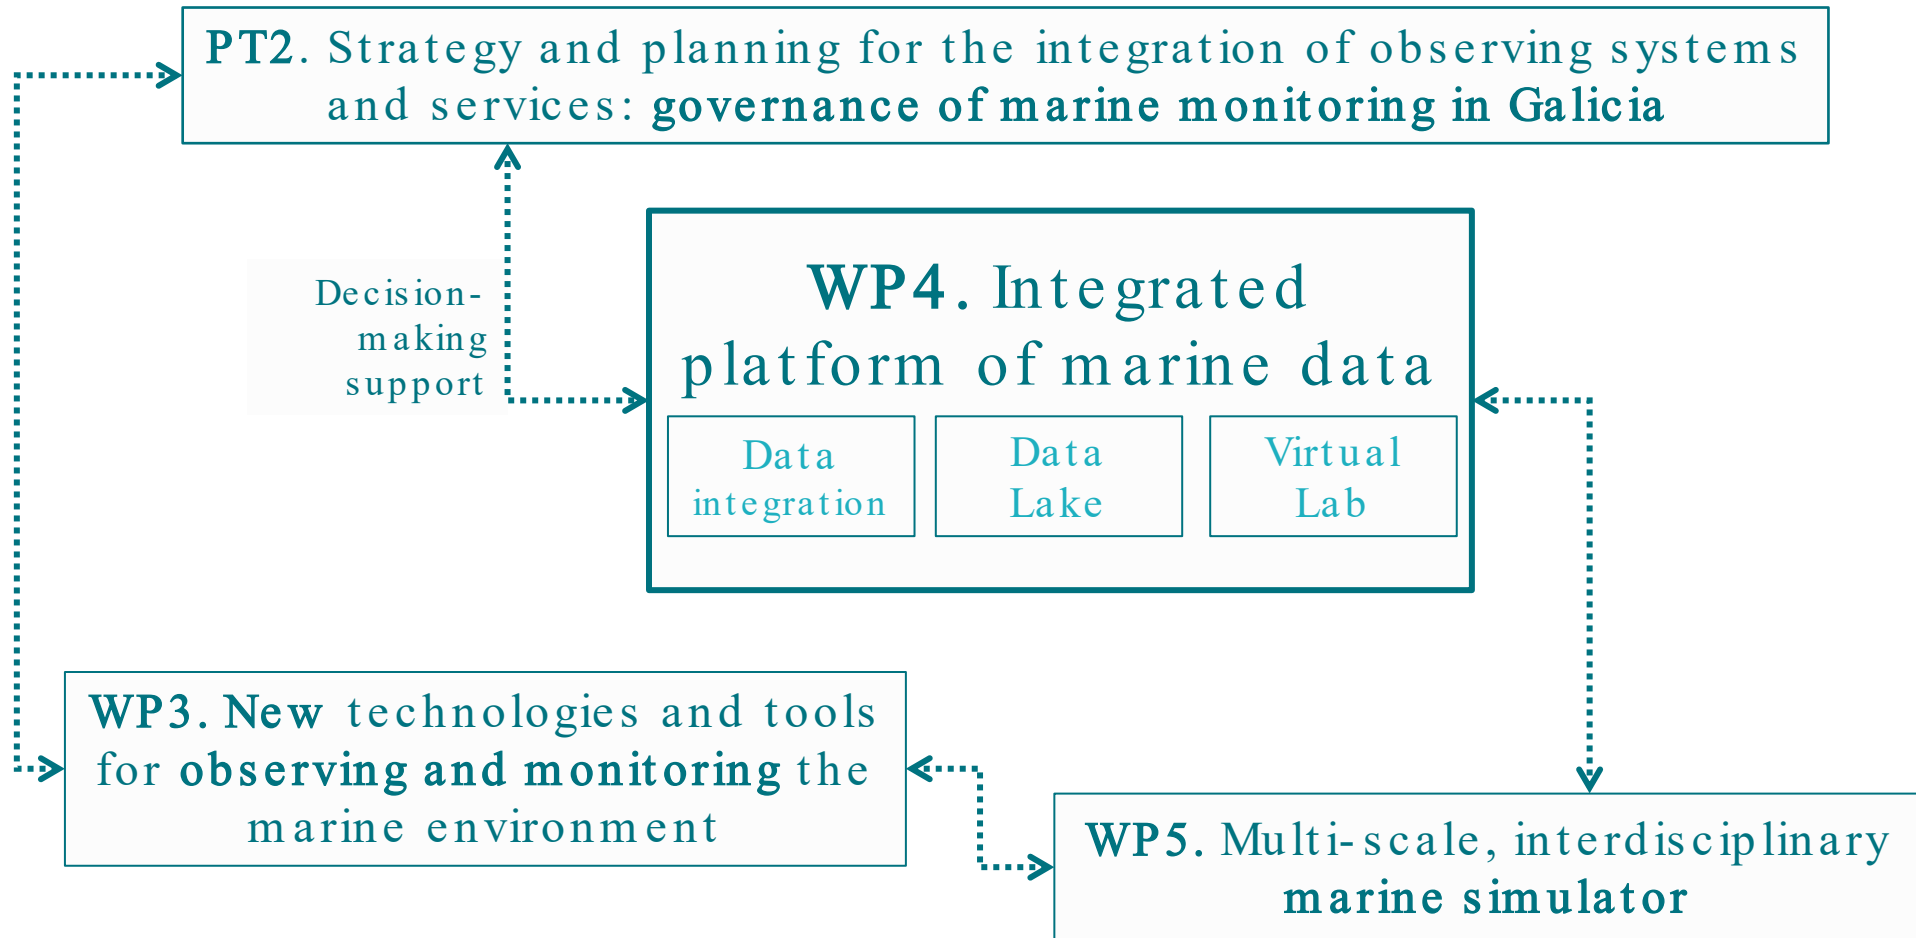 PT2. Strategy and planning for the integration of observing systems
and services: governance of marine monitoring in Galicia
Decision-
making
support
WP4. Integrated
platform of marine data
Data
integration
Data
Lake
Virtual
Lab
WP3. New technologies and tools
for observing and monitoring the
marine environment
WP5. Multi-scale, interdisciplinary
marine simulator